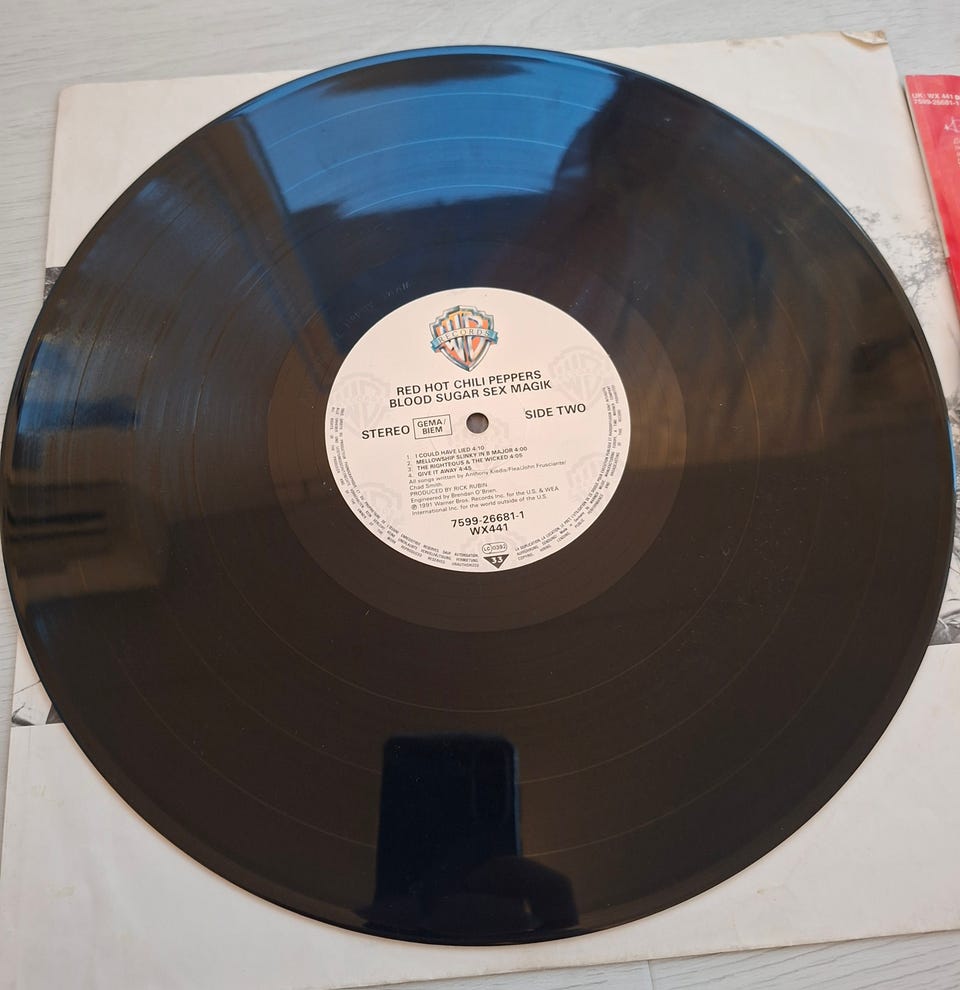 UK: WX 441
7599-26681-1
RECORDS
RED HOT CHILI PEPPERS
BLOOD SUGAR SEX MAGIK
STEREO GEMA/ BIEM SIDE TWO
1. I COULD HAVE LIED 4:10
2. MELLOWSHIP SLINKY IN B MAJOR 4:00
3. THE RIGHTEOUS & THE WICKED 4:05
4. GIVE IT AWAY 4:45
All songs written by Anthony Kiedis/Flea/John Frusciante/
Chad Smith.
PRODUCED BY RICK RUBIN
Engineered by Brendan O'Brien.
℗ 1991 Warner Bros. Records Inc. for the U.S. & WEA
International Inc. for the world outside of the U.S.
7599-26681-1
WX441
LC 0392
33